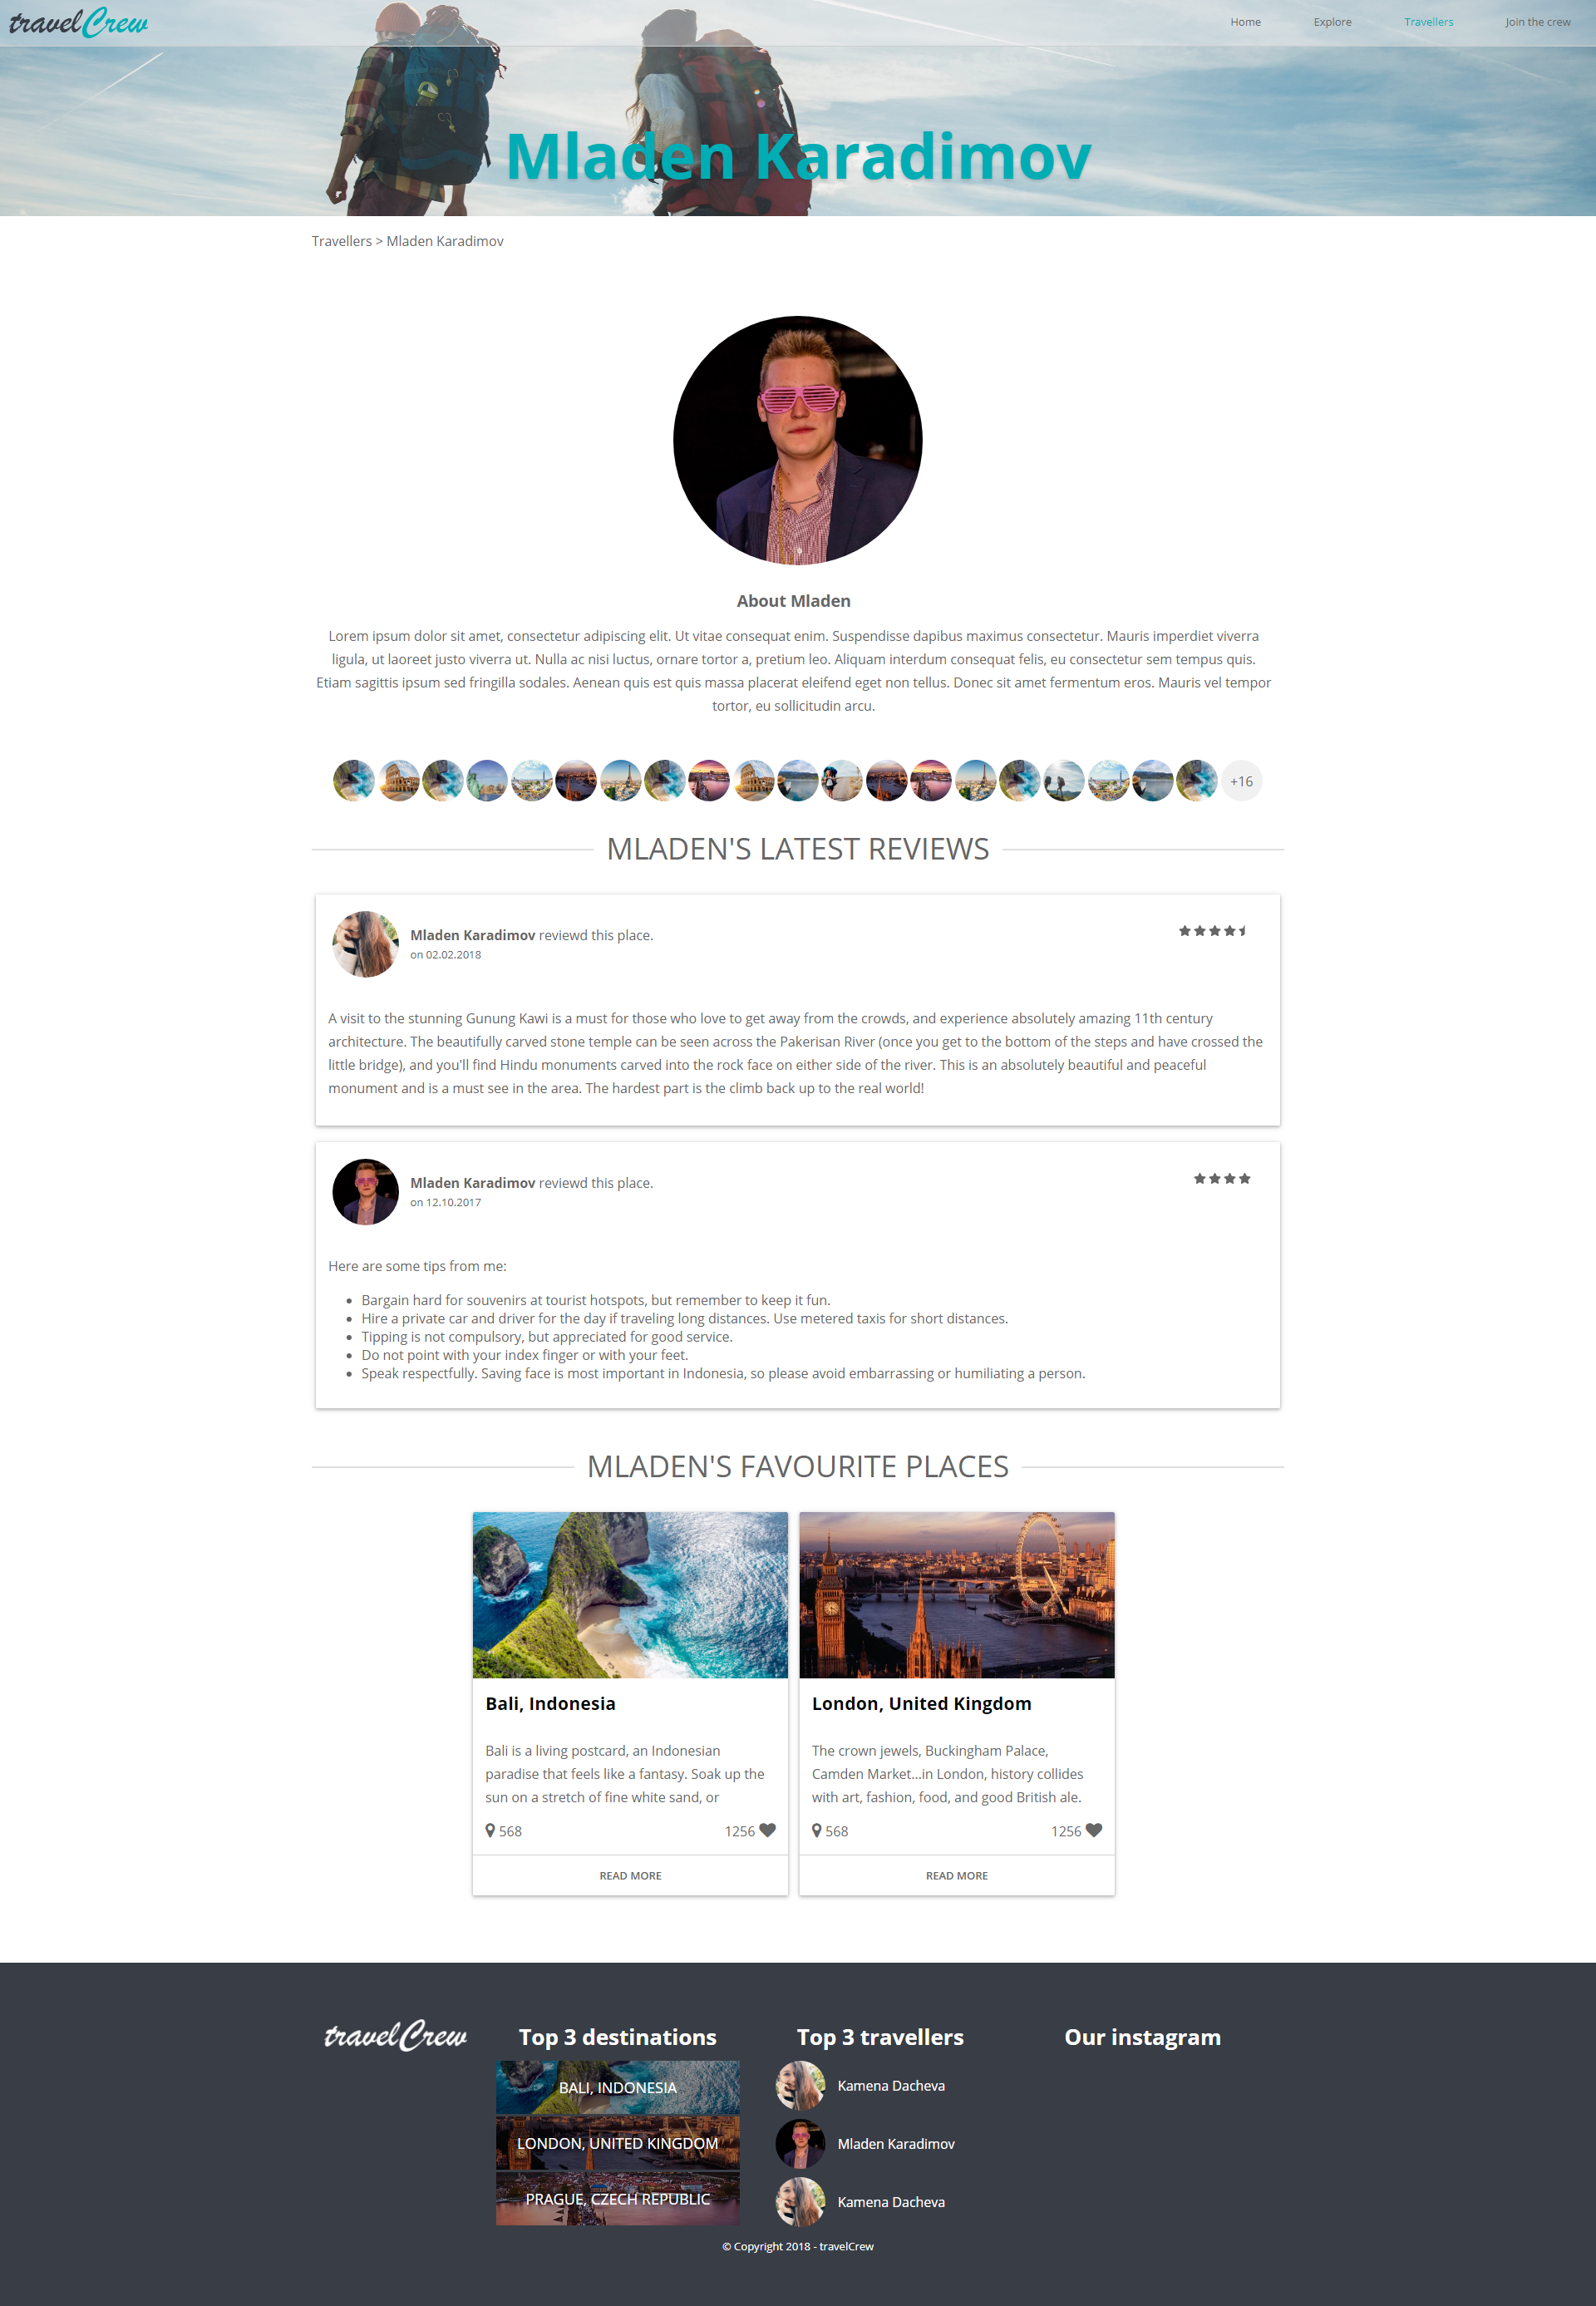 travelCrew
Home Explore Travellers Join the crew
Mladen Karadimov
Travellers > Mladen Karadimov
About Mladen
Lorem ipsum dolor sit amet, consectetur adipiscing elit. Ut vitae consequat enim. Suspendisse dapibus maximus consectetur. Mauris imperdiet viverra
ligula, ut laoreet justo viverra ut. Nulla ac nisi luctus, ornare tortor a, pretium leo. Aliquam interdum consequat felis, eu consectetur sem tempus quis.
Etiam sagittis ipsum sed fringilla sodales. Aenean quis est quis massa placerat eleifend eget non tellus. Donec sit amet fermentum eros. Mauris vel tempor
tortor, eu sollicitudin arcu.
+16
MLADEN'S LATEST REVIEWS
Mladen Karadimov reviewd this place.
on 02.02.2018
A visit to the stunning Gunung Kawi is a must for those who love to get away from the crowds, and experience absolutely amazing 11th century
architecture. The beautifully carved stone temple can be seen across the Pakerisan River (once you get to the bottom of the steps and have crossed the
little bridge), and you'll find Hindu monuments carved into the rock face on either side of the river. This is an absolutely beautiful and peaceful
monument and is a must see in the area. The hardest part is the climb back up to the real world!
Mladen Karadimov reviewd this place.
on 12.10.2017
Here are some tips from me:
• Bargain hard for souvenirs at tourist hotspots, but remember to keep it fun.
• Hire a private car and driver for the day if traveling long distances. Use metered taxis for short distances.
• Tipping is not compulsory, but appreciated for good service.
• Do not point with your index finger or with your feet.
• Speak respectfully. Saving face is most important in Indonesia, so please avoid embarrassing or humiliating a person.
MLADEN'S FAVOURITE PLACES
Bali, Indonesia
Bali is a living postcard, an Indonesian
paradise that feels like a fantasy. Soak up the
sun on a stretch of fine white sand, or
568 1256
READ MORE
London, United Kingdom
The crown jewels, Buckingham Palace,
Camden Market...in London, history collides
with art, fashion, food, and good British ale.
568 1256
READ MORE
travelCrew
Top 3 destinations
BALI, INDONESIA
LONDON, UNITED KINGDOM
PRAGUE, CZECH REPUBLIC
Top 3 travellers
Kamena Dacheva
Mladen Karadimov
Kamena Dacheva
Our instagram
© Copyright 2018 - travelCrew